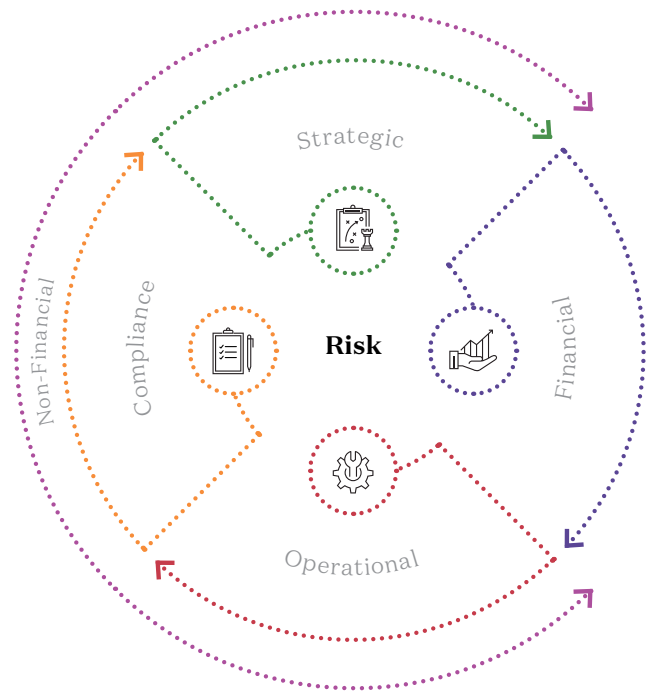 Strategic
Non-Financial
Compliance
Risk
Financial
Operational